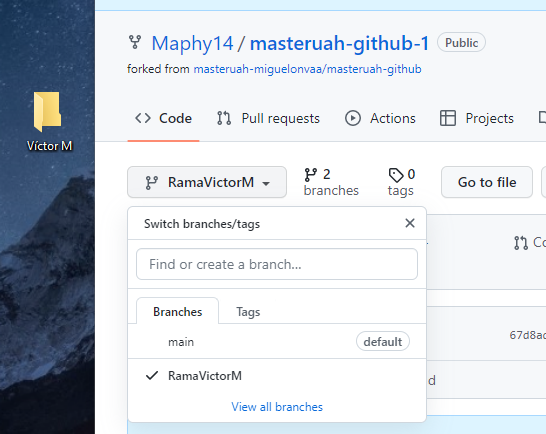 Víctor M
Maphy14 / masteruah-github-1 Public
forked from masteruah-miguelonvaa/masteruah-github
Code Pull requests Actions Projects
RamaVictorM 2 branches 0 tags Go to file
Switch branches/tags
Find or create a branch...
Branches Tags
main default
RamaVictorM
View all branches